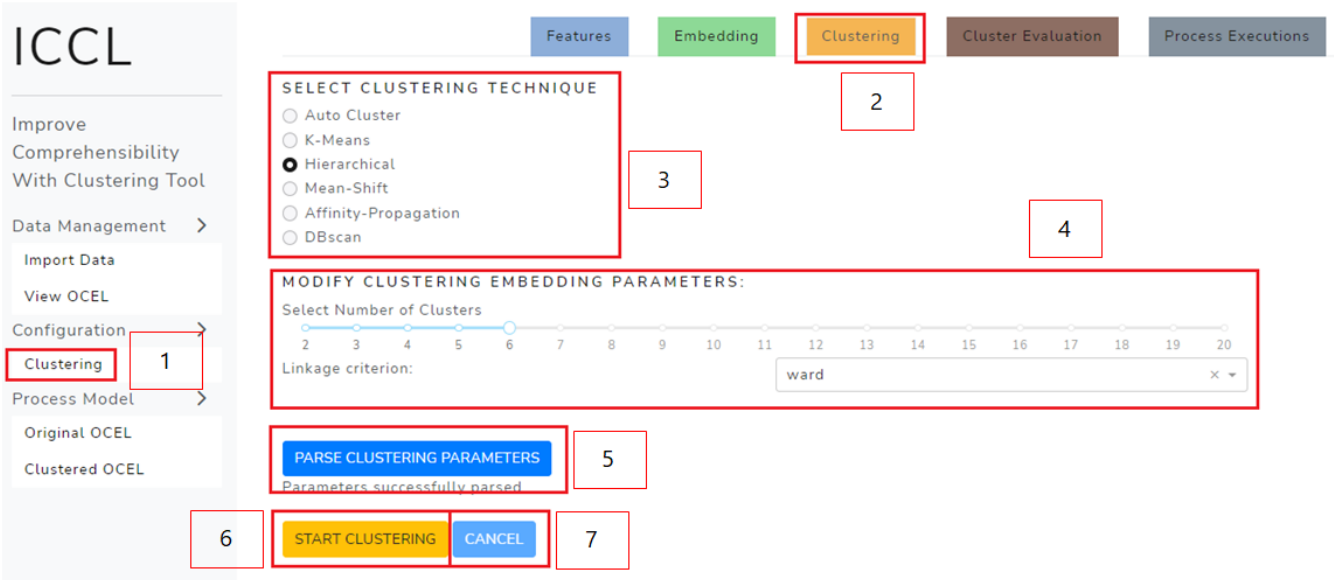 ICCL
Improve
Comprehensibility
With Clustering Tool
Data Management
Import Data
View OCEL
Configuration
Clustering
1
Process Model
Original OCEL
Clustered OCEL
Features Embedding Clustering Cluster Evaluation Process Executions
2
SELECT CLUSTERING TECHNIQUE
Auto Cluster
K-Means
Hierarchical
Mean-Shift
Affinity-Propagation
DBscan
3
4
MODIFY CLUSTERING EMBEDDING PARAMETERS:
Select Number of Clusters
2 3 4 5 6 7 8 9 10 11 12 13 14 15 16 17 18 19 20
Linkage criterion: ward
PARSE CLUSTERING PARAMETERS
5
Parameters successfully parsed
6 START CLUSTERING CANCEL 7